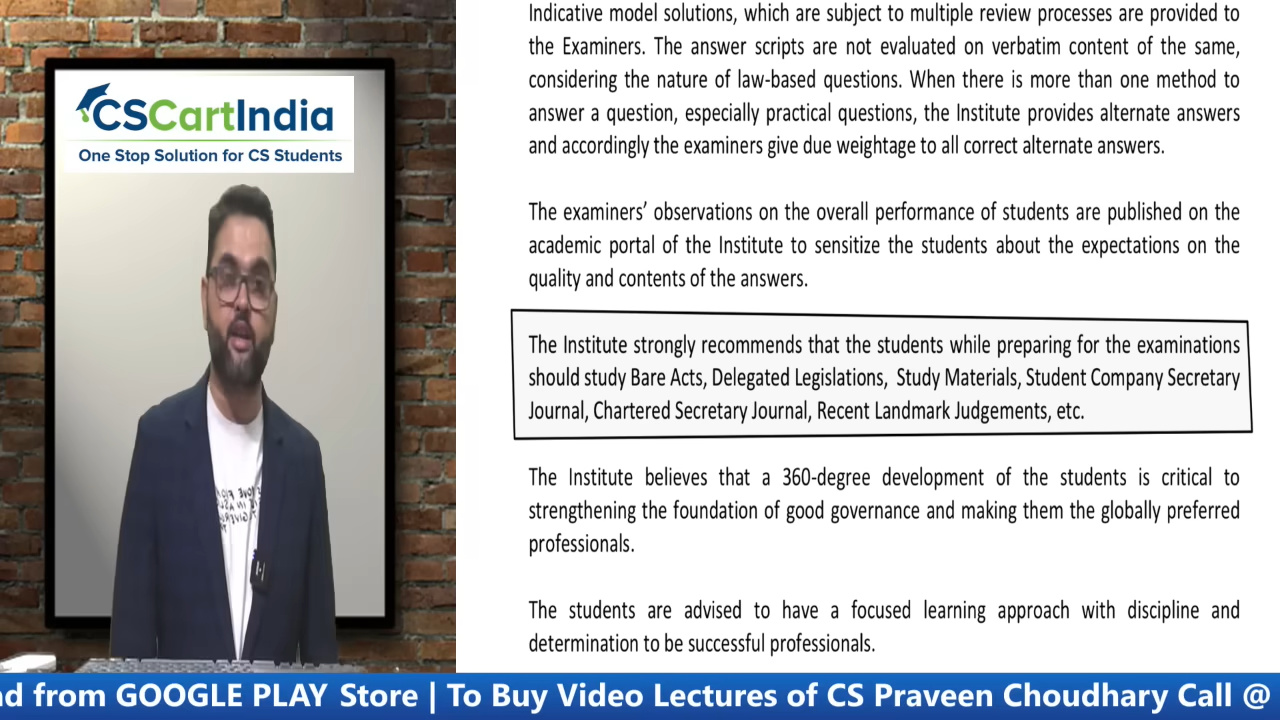 CSCartIndia
One Stop Solution for CS Students
Indicative model solutions, which are subject to multiple review processes are provided to
the Examiners. The answer scripts are not evaluated on verbatim content of the same,
considering the nature of law-based questions. When there is more than one method to
answer a question, especially practical questions, the Institute provides alternate answers
and accordingly the examiners give due weightage to all correct alternate answers.
The examiners’ observations on the overall performance of students are published on the
academic portal of the Institute to sensitize the students about the expectations on the
quality and contents of the answers.
The Institute strongly recommends that the students while preparing for the examinations
should study Bare Acts, Delegated Legislations, Study Materials, Student Company Secretary
Journal, Chartered Secretary Journal, Recent Landmark Judgements, etc.
The Institute believes that a 360-degree development of the students is critical to
strengthening the foundation of good governance and making them the globally preferred
professionals.
The students are advised to have a focused learning approach with discipline and
determination to be successful professionals.
from GOOGLE PLAY Store | To Buy Video Lectures of CS Praveen Choudhary Call @